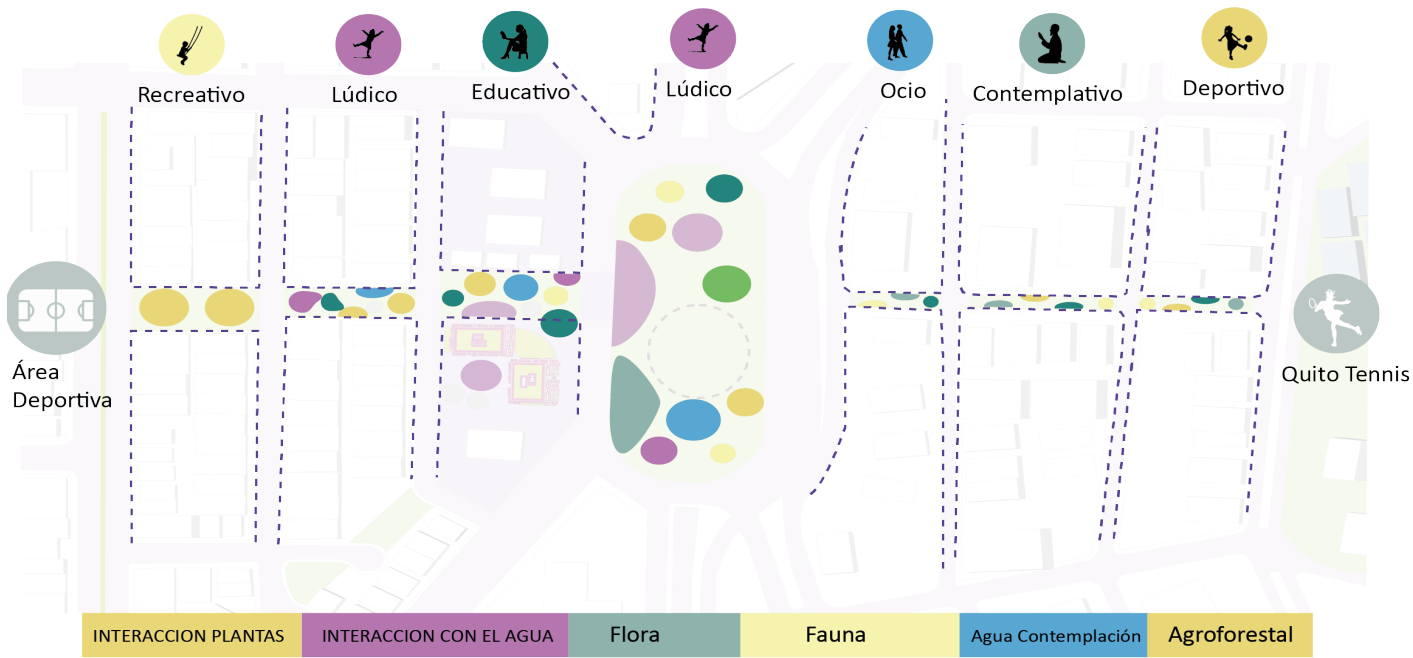 Recreativo
Lúdico
Educativo
Lúdico
Ocio
Contemplativo
Deportivo
Área
Deportiva
Quito Tennis
INTERACCION PLANTAS
INTERACCION CON EL AGUA
Flora
Fauna
Agua Contemplación
Agroforestal